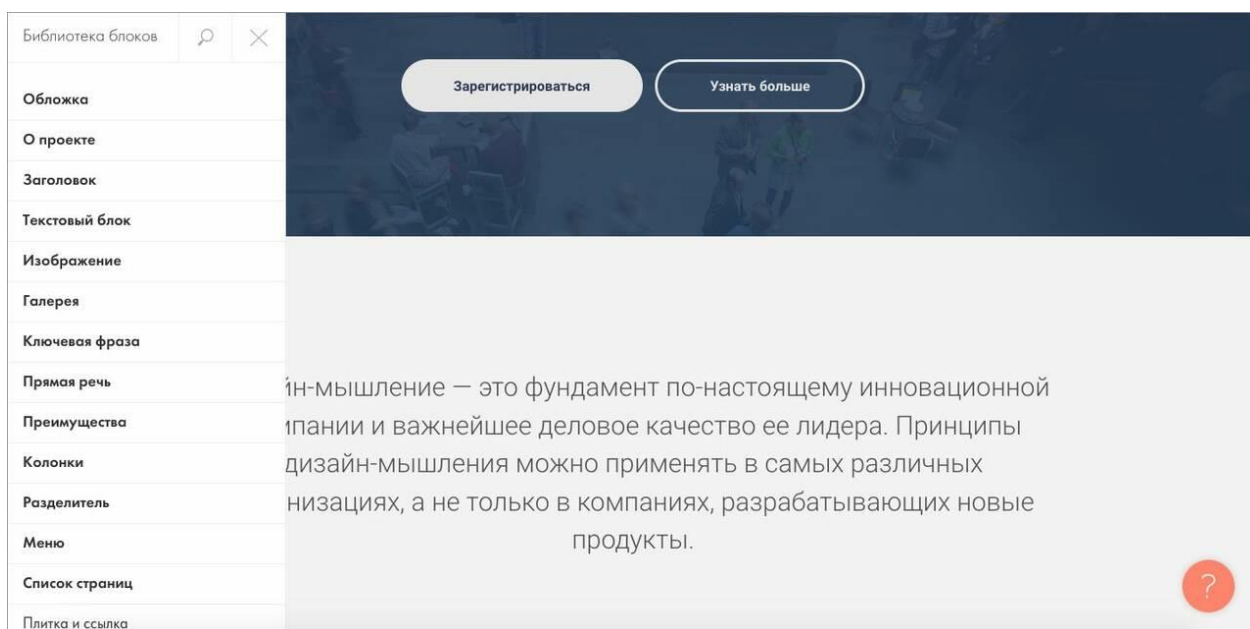 Библиотека блоков
Обложка
О проекте
Заголовок
Текстовый блок
Изображение
Галерея
Ключевая фраза
Прямая речь
Преимущества
Колонки
Разделитель
Меню
Список страниц
Плитка и ссылка
Зарегистрироваться
Узнать больше
йн-мышление — это фундамент по-настоящему инновационной
мпании и важнейшее деловое качество ее лидера. Принципы
дизайн-мышления можно применять в самых различных
низациях, а не только в компаниях, разрабатывающих новые
продукты.
?